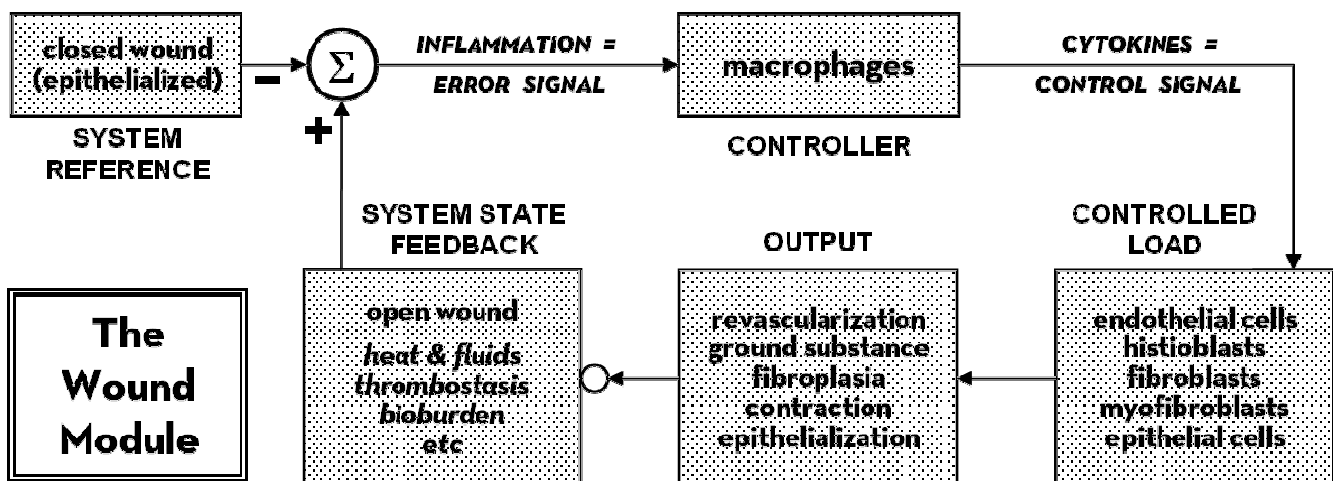 closed wound
(epithelialized)
SYSTEM
REFERENCE
−
+
Σ
INFLAMMATION =
ERROR SIGNAL
macrophages
CONTROLLER
CYTOKINES =
CONTROL SIGNAL
SYSTEM STATE
FEEDBACK
open wound
heat & fluids
thrombostasis
bioburden
etc
OUTPUT
revascularization
ground substance
fibroplasia
contraction
epithelialization
CONTROLLED
LOAD
endothelial cells
histioblasts
fibroblasts
myofibroblasts
epithelial cells
The
Wound
Module